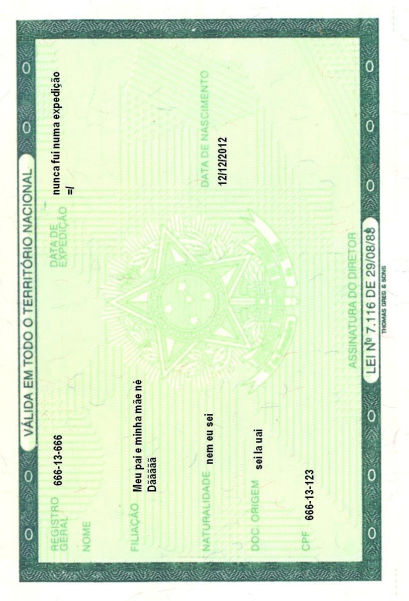 VÁLIDA EM TODO O TERRITÓRIO NACIONAL
REGISTRO
GERAL
666-13-666
DATA DE
EXPEDIÇÃO
nunca fui numa expedição
=/
NOME
FILIAÇÃO
Meu pai e minha mãe né
Dããããã
NATURALIDADE
nem eu sei
DATA DE NASCIMENTO
12/12/2012
DOC. ORIGEM
sei la uai
CPF
666-13-123
ASSINATURA DO DIRETOR
LEI Nº 7.116 DE 29/08/83
THOMAS GREG & SONS